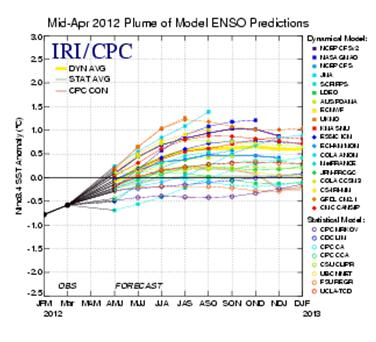 Mid-Apr 2012 Plume of Model ENSO Predictions
IRI/CPC
DYN AVG
STAT AVG
CPC CON
Nino3.4 SST Anomaly (°C)
3.0
2.5
2.0
1.5
1.0
0.5
0.0
-0.5
-1.0
-1.5
-2.0
-2.5
OBS FORECAST
JFM Mar MAM AMJ MJJ JJA JAS ASO SON OND NDJ DJF
2012 2013
Dynamical Model:
NCEP CFSv2
NASA GMAO
NCEP CFS
JMA
SCRIPPS
LDEO
AUS/POAMA
ECMWF
UKMO
KMA SNU
ESSIC ICM
ECHAM/MOM
COLA ANOM
METFRANCE
JPN-FRCGC
COLA CCSM3
CSIR-IRI-MM
GFDL CM2.1
CMC CANSIP
Statistical Model:
CPC MRKOV
CDC LIM
CPC CA
CPC CCA
CSU CLIPR
UBC NNET
FSU REGR
UCLA-TCD